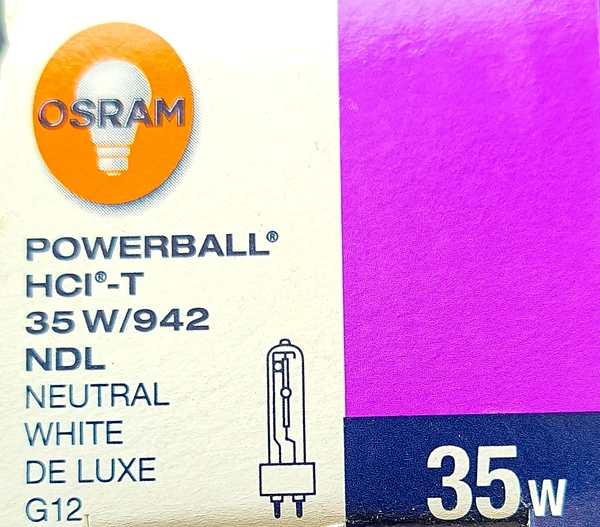 OSRAM
POWERBALL®
HCI®-T
35 W/942
NDL
NEUTRAL
WHITE
DE LUXE
G12
35W